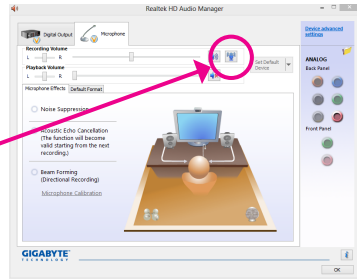 Realtek HD Audio Manager
Digital Output
Microphone
Device advanced
settings
Recording Volume
L
R
Set Default
Device
ANALOG
Back Panel
Playback Volume
L
R
Microphone Effects
Default Format
Noise Suppression
Acoustic Echo Cancellation
(The function will become
valid starting from the next
recording.)
Front Panel
Beam Forming
(Directional Recording)
Microphone Calibration
GIGABYTE
TECHNOLOGY
i
OK